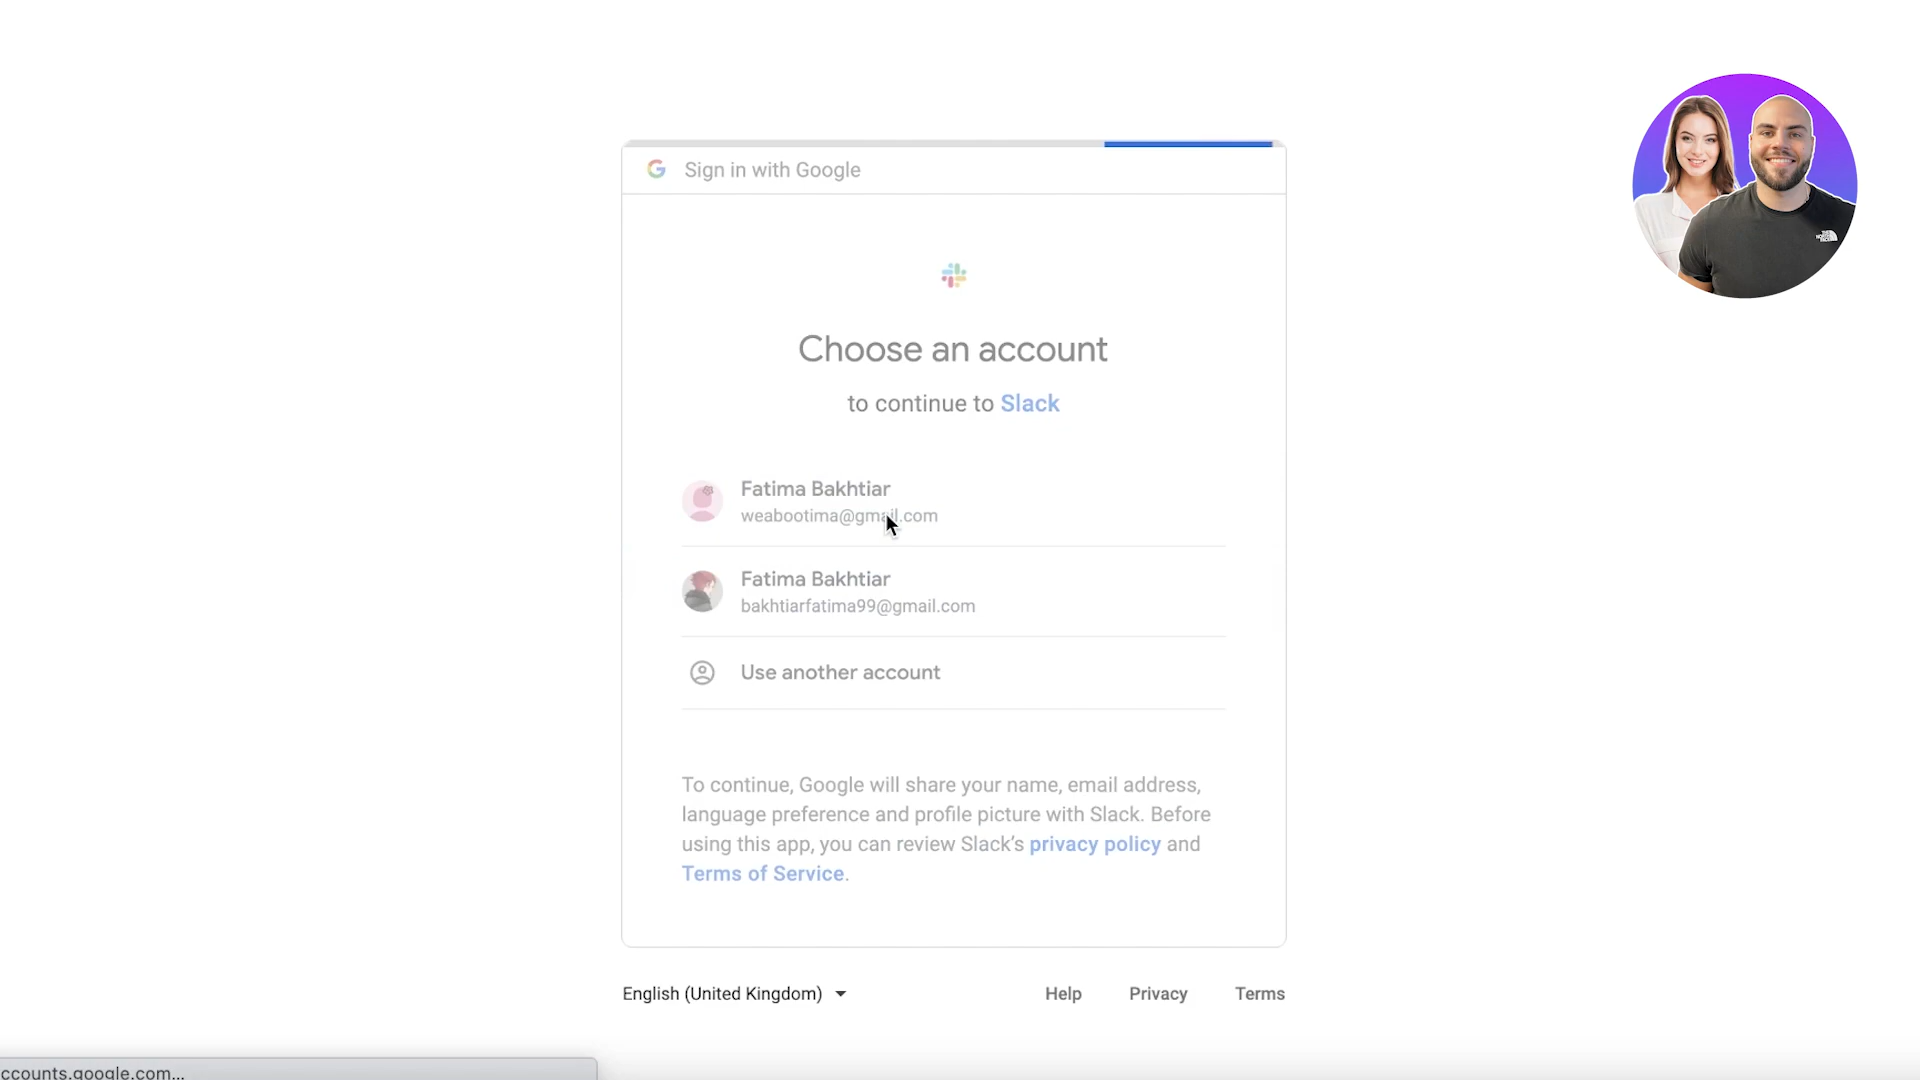 Sign in with Google
Choose an account
to continue to Slack
Fatima Bakhtiar
weabootima@gmail.com
Fatima Bakhtiar
bakhtiarfatima99@gmail.com
Use another account
To continue, Google will share your name, email address,
language preference and profile picture with Slack. Before
using this app, you can review Slack's privacy policy and
Terms of Service.
English (United Kingdom)
Help
Privacy
Terms
ccounts.google.com...